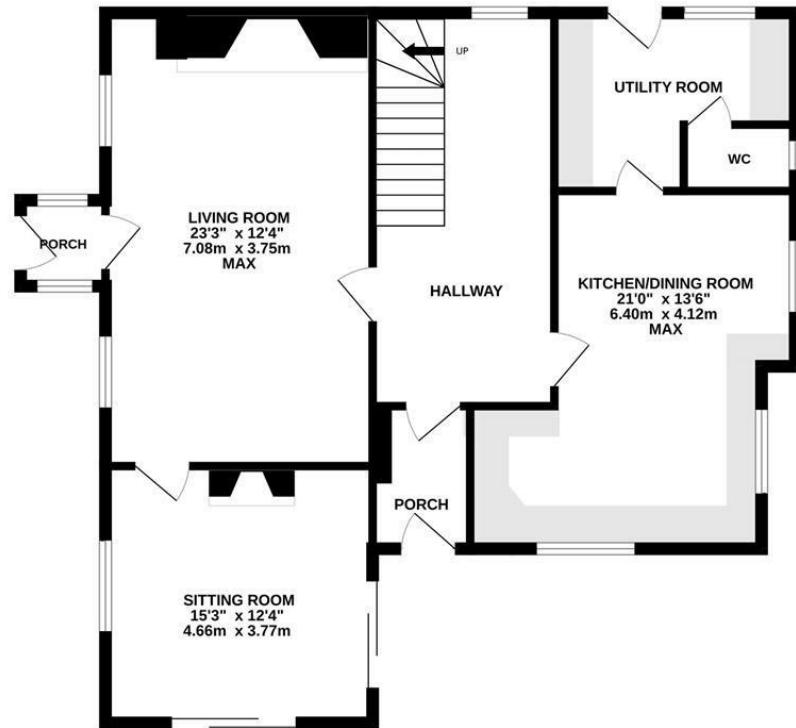 UP
UTILITY ROOM
WC
LIVING ROOM
23'3" x 12'4"
7.08m x 3.75m
MAX
PORCH
HALLWAY
KITCHEN/DINING ROOM
21'0" x 13'6"
6.40m x 4.12m
MAX
PORCH
SITTING ROOM
15'3" x 12'4"
4.66m x 3.77m